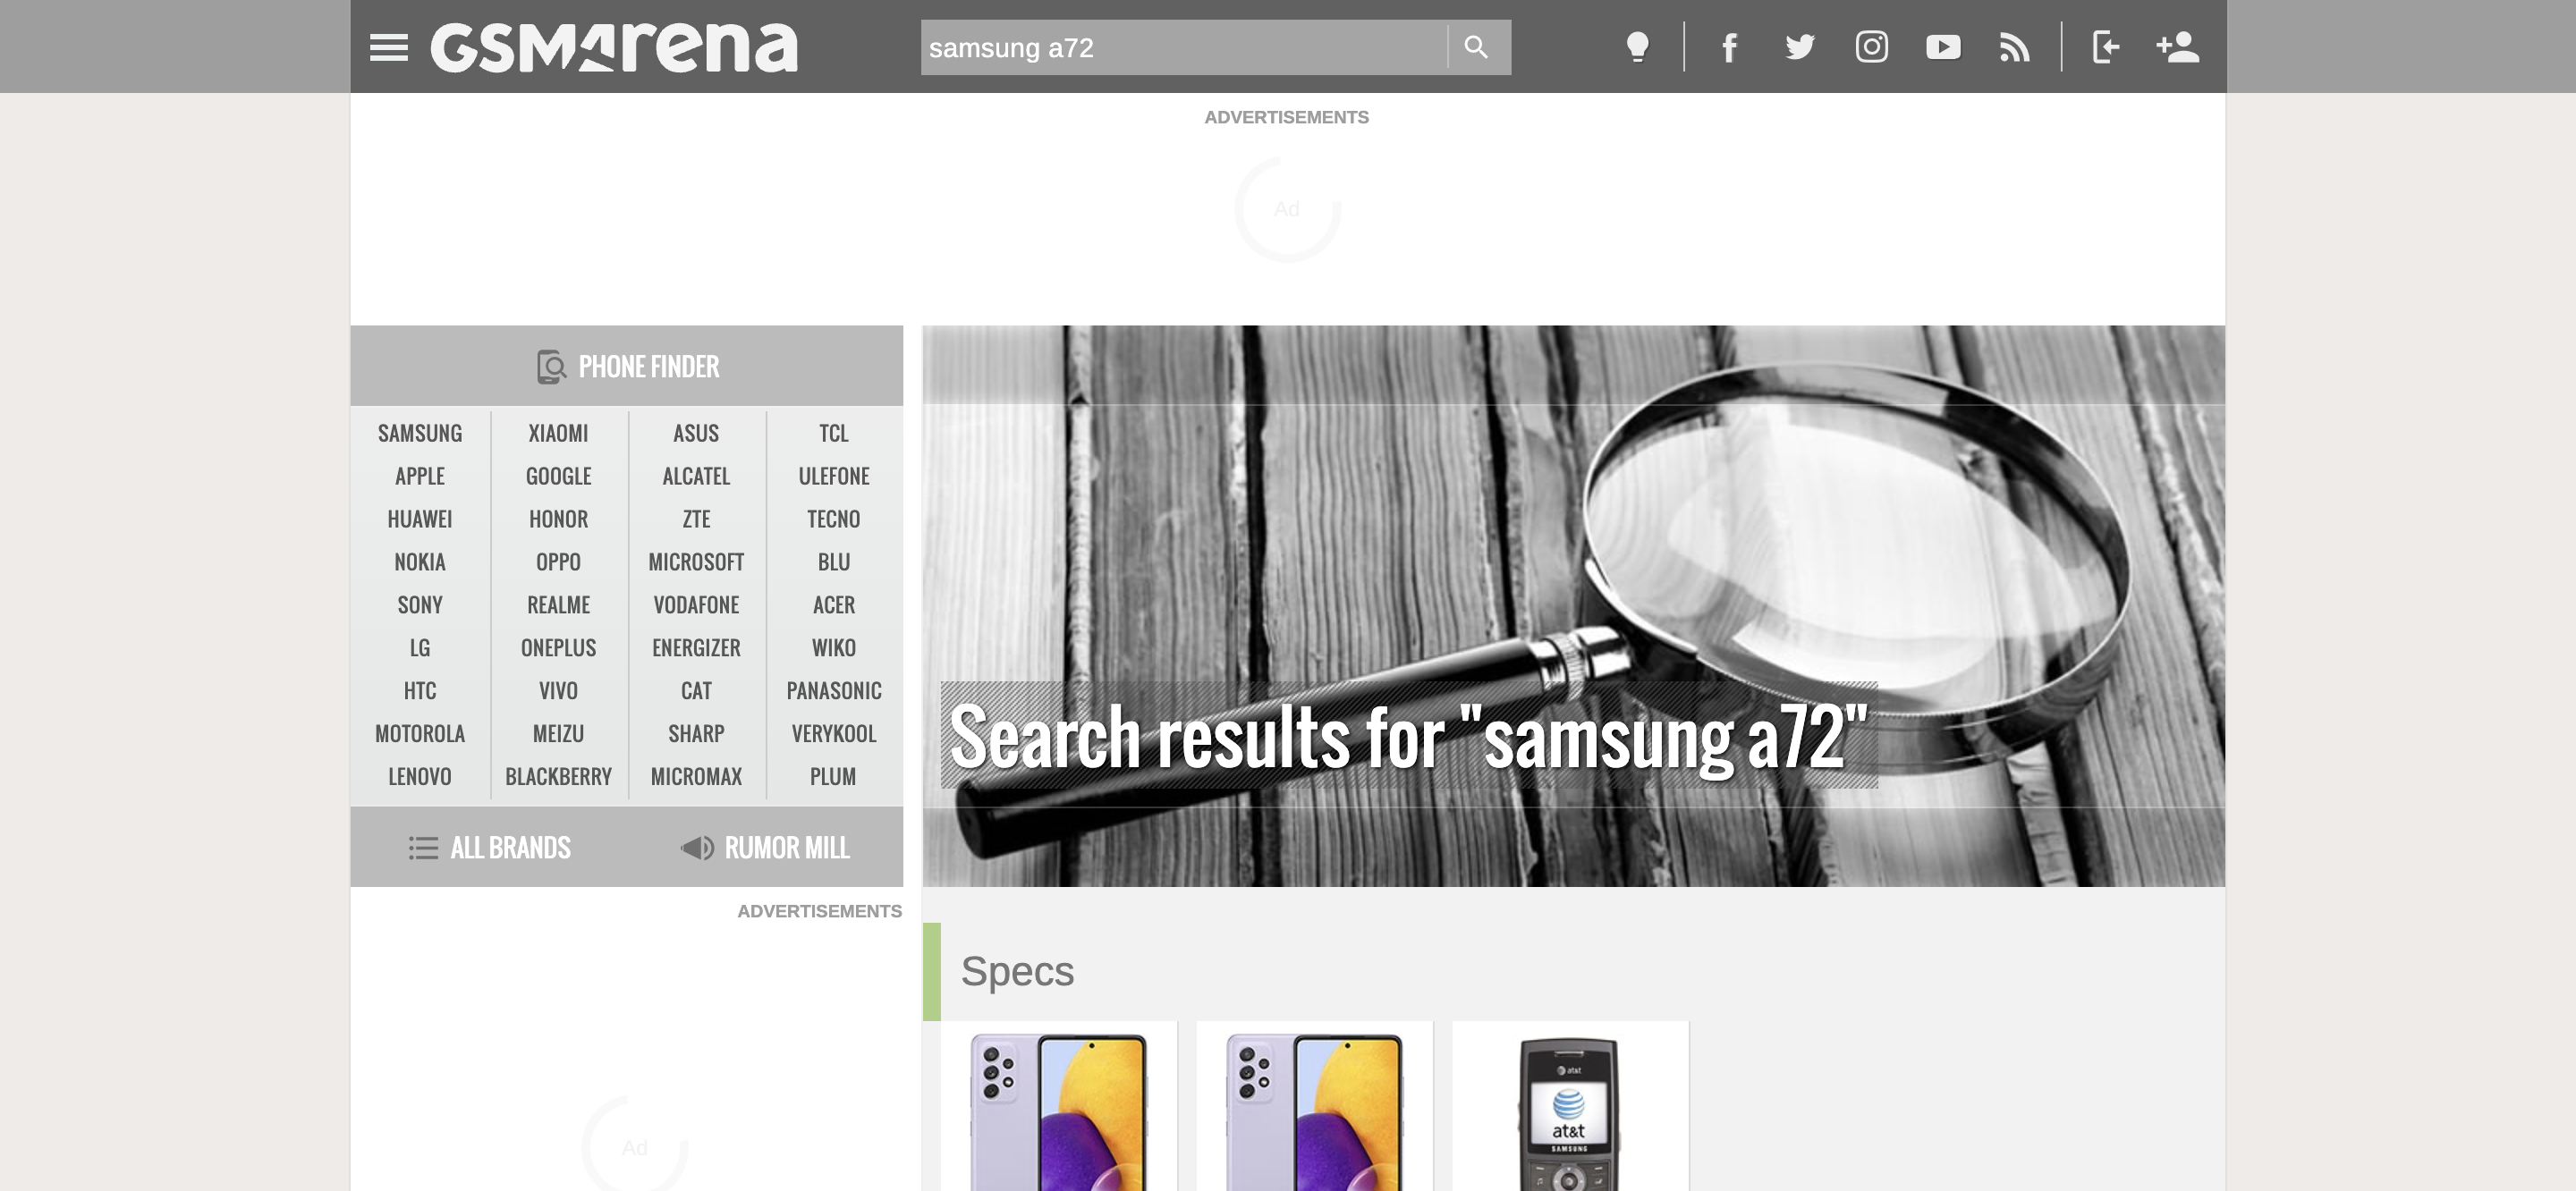 GSMArena
samsung a72
ADVERTISEMENTS
Ad
PHONE FINDER
SAMSUNG XIAOMI ASUS TCL
APPLE GOOGLE ALCATEL ULEFONE
HUAWEI HONOR ZTE TECNO
NOKIA OPPO MICROSOFT BLU
SONY REALME VODAFONE ACER
LG ONEPLUS ENERGIZER WIKO
HTC VIVO CAT PANASONIC
MOTOROLA MEIZU SHARP VERYKOOL
LENOVO BLACKBERRY MICROMAX PLUM
ALL BRANDS RUMOR MILL
ADVERTISEMENTS
Ad
Search results for "samsung a72"
Specs
at&t
at&t
SAMSUNG